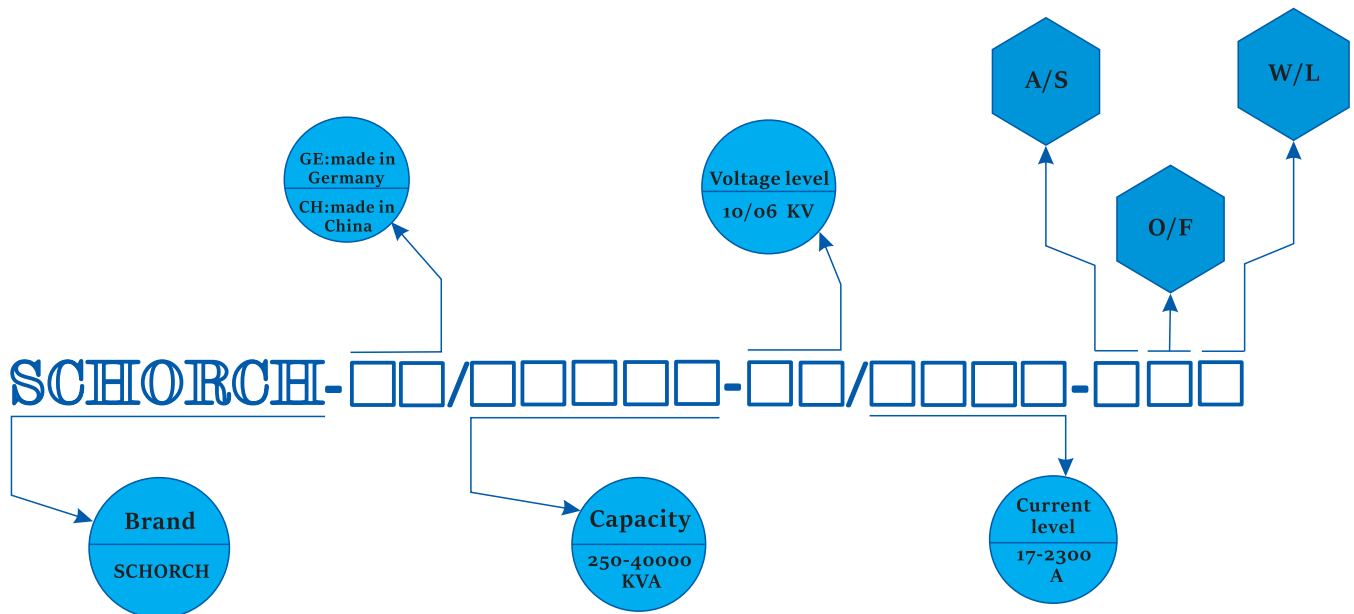 A/S
W/L
GE:made in
Germany
CH:made in
China
Voltage level
10/06 KV
O/F
SCHORCH-□□/□□□□□-□□/□□□□-□□□
Brand
SCHORCH
Capacity
250-40000
KVA
Current
level
17-2300
A